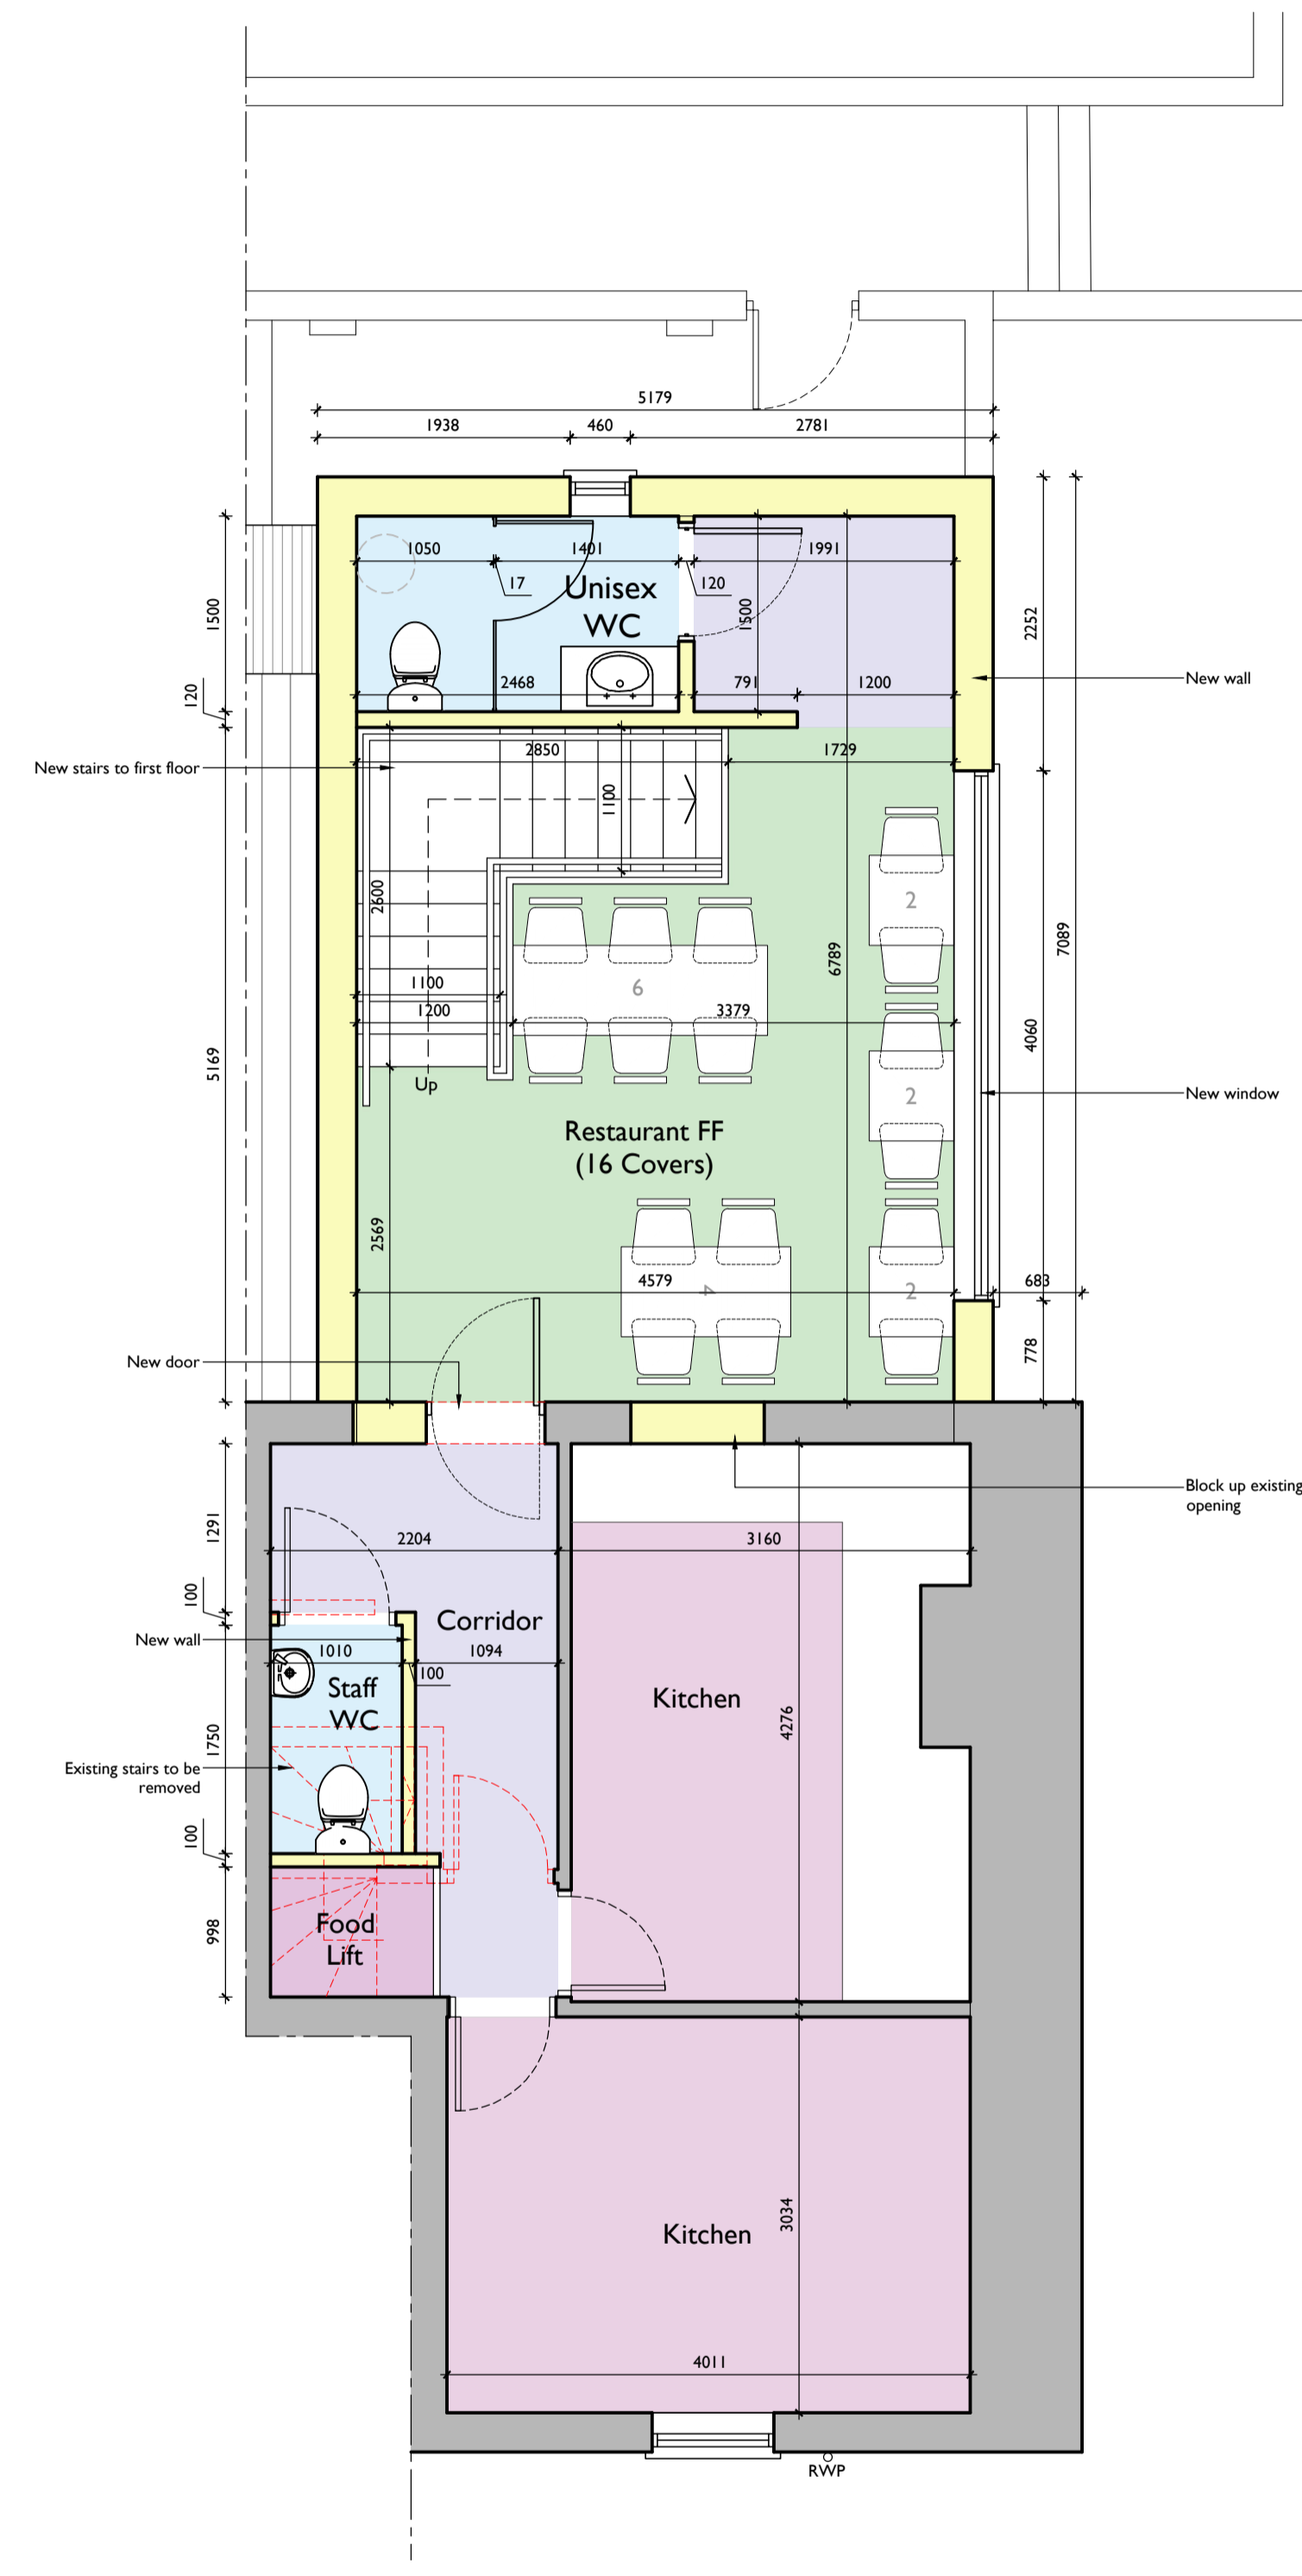 5179
1938
460
2781
1050
1401
1991
17
120
Unisex
WC
1500
1500
2252
2468
791
1200
120
New wall
New stairs to first floor
2850
1729
1100
2600
2
6789
7089
1100
6
1200
3379
4060
5169
Up
2
New window
Restaurant FF
(16 Covers)
2569
4579
4
2
683
778
New door
Block up existing
opening
1291
2204
3160
100
Corridor
New wall
1010
1094
100
Staff
WC
Kitchen
4276
1750
Existing stairs to be
removed
100
998
Food
Lift
Kitchen
3034
4011
RWP